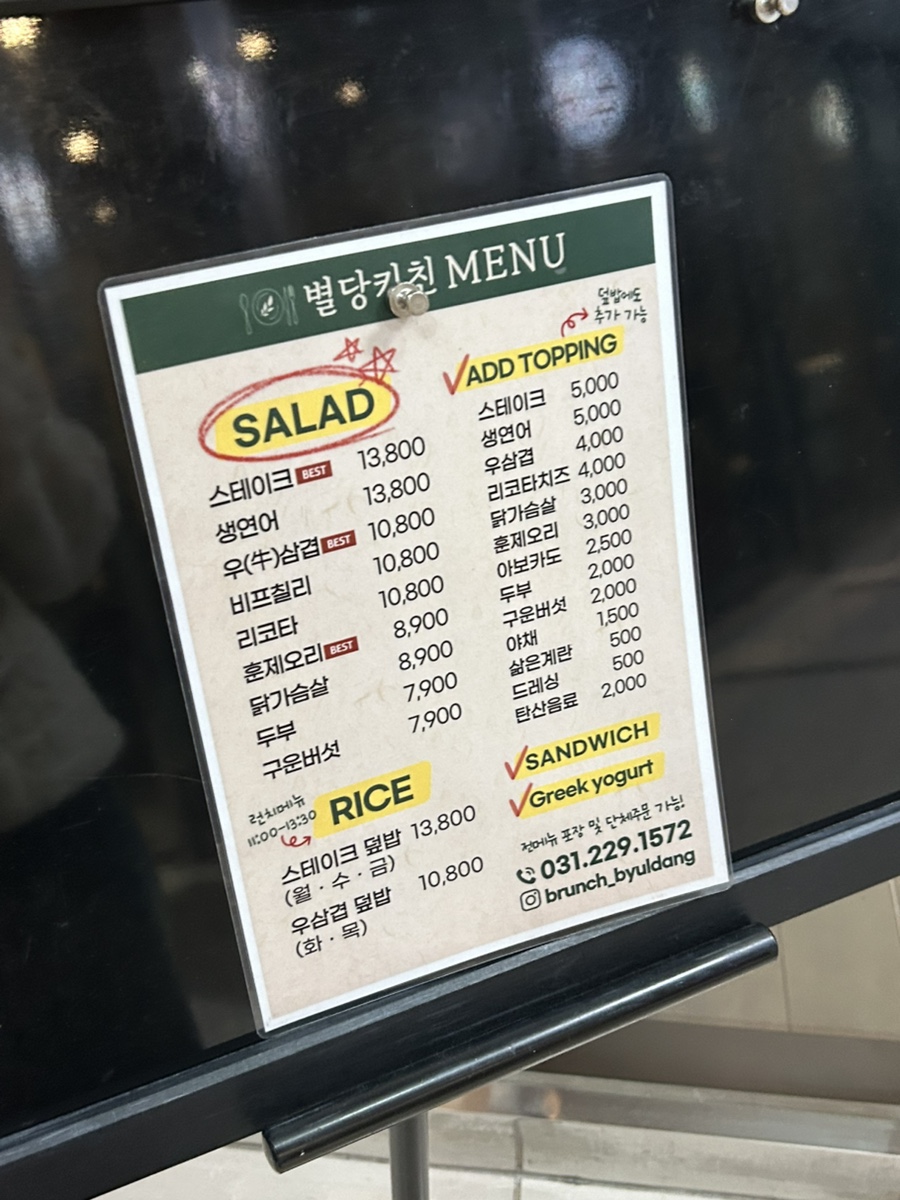 별당키친 MENU
SALAD
스테이크 BEST 13,800
생연어 13,800
우(牛)삼겹 BEST 10,800
비프칠리 10,800
리코타 10,800
훈제오리 BEST 8,900
닭가슴살 8,900
두부 7,900
구운버섯 7,900
런치메뉴
11:00-13:30
RICE
스테이크 덮밥 13,800
(월 · 수 · 금)
우삼겹 덮밥 10,800
(화 · 목)
덮밥에도
추가 가능
ADD TOPPING
스테이크 5,000
생연어 5,000
우삼겹 4,000
리코타치즈 4,000
닭가슴살 3,000
훈제오리 3,000
아보카도 2,500
두부 2,000
구운버섯 2,000
야채 1,500
삶은계란 500
드레싱 500
탄산음료 2,000
SANDWICH
Greek yogurt
전메뉴 포장 및 단체주문 가능!
031.229.1572
brunch_byuldang